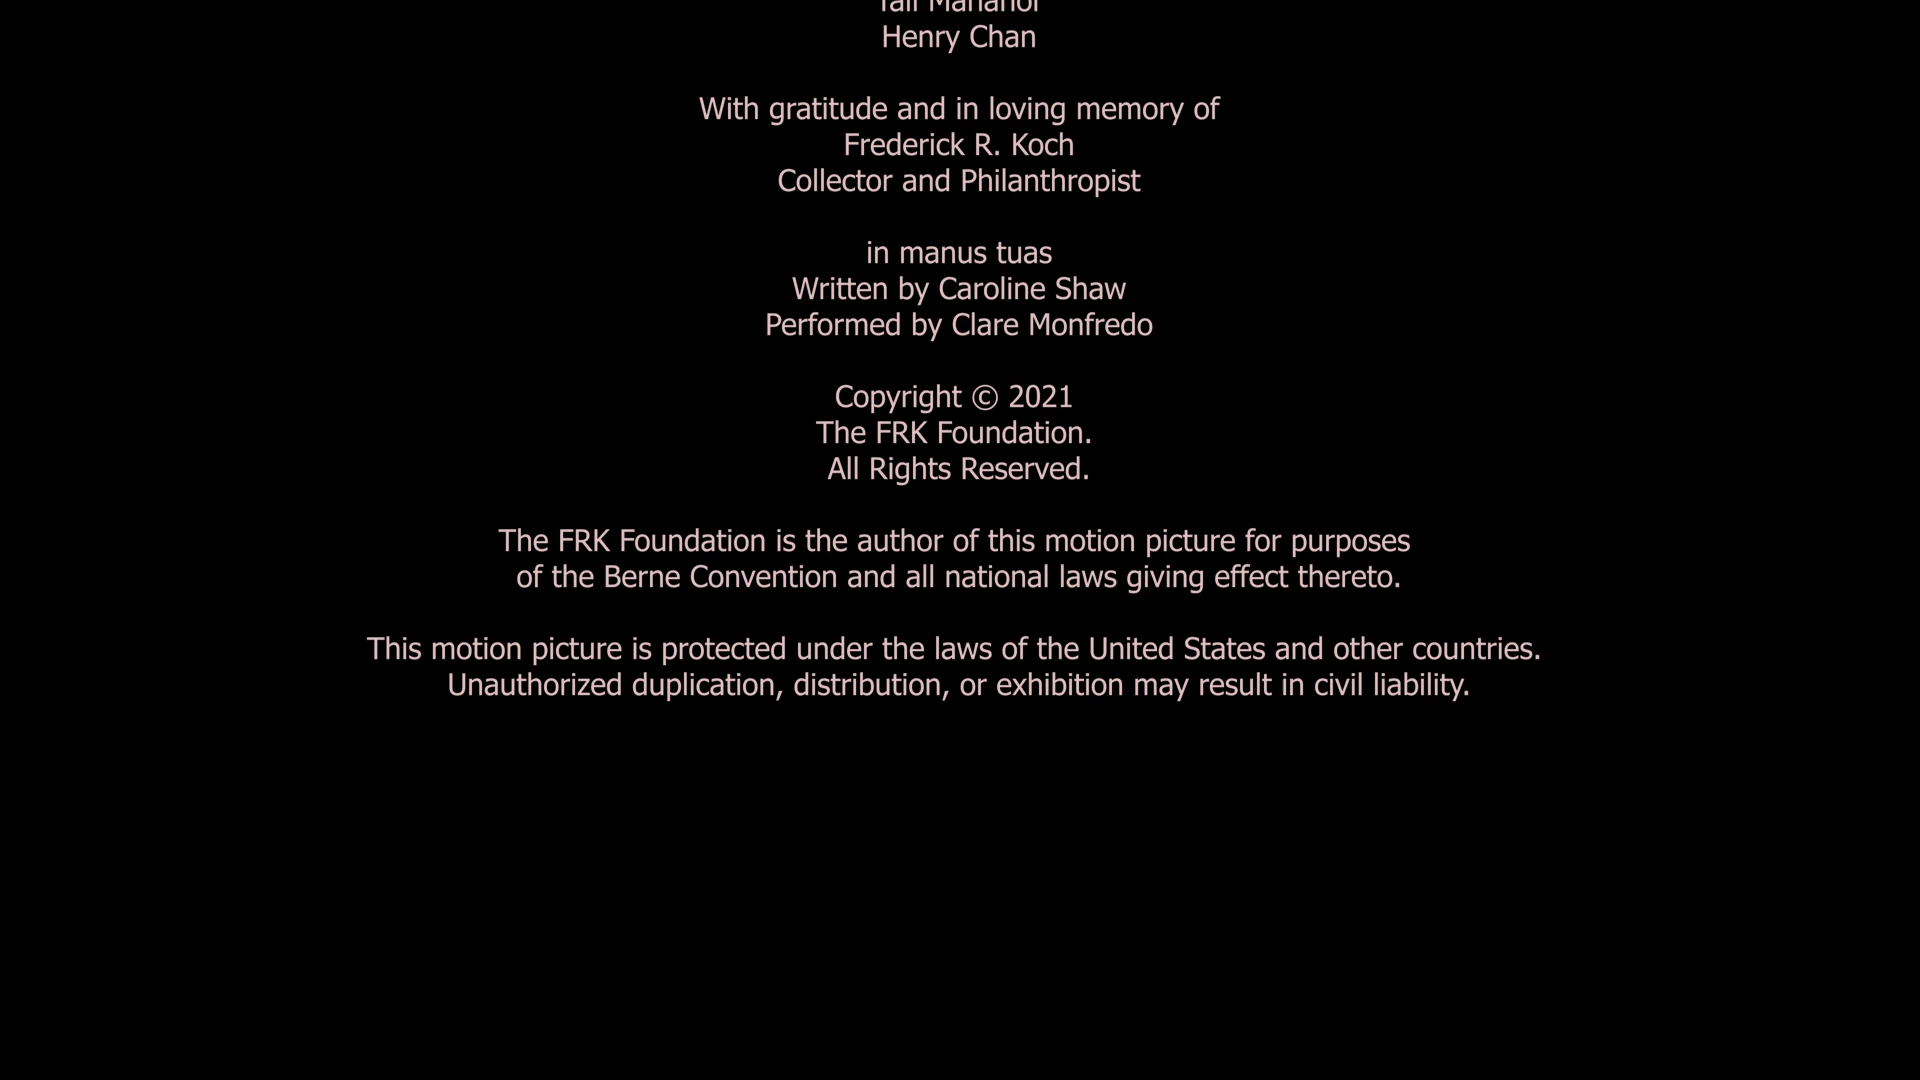 Henry Chan
With gratitude and in loving memory of
Frederick R. Koch
Collector and Philanthropist
in manus tuas
Written by Caroline Shaw
Performed by Clare Monfredo
Copyright © 2021
The FRK Foundation.
All Rights Reserved.
The FRK Foundation is the author of this motion picture for purposes
of the Berne Convention and all national laws giving effect thereto.
This motion picture is protected under the laws of the United States and other countries.
Unauthorized duplication, distribution, or exhibition may result in civil liability.